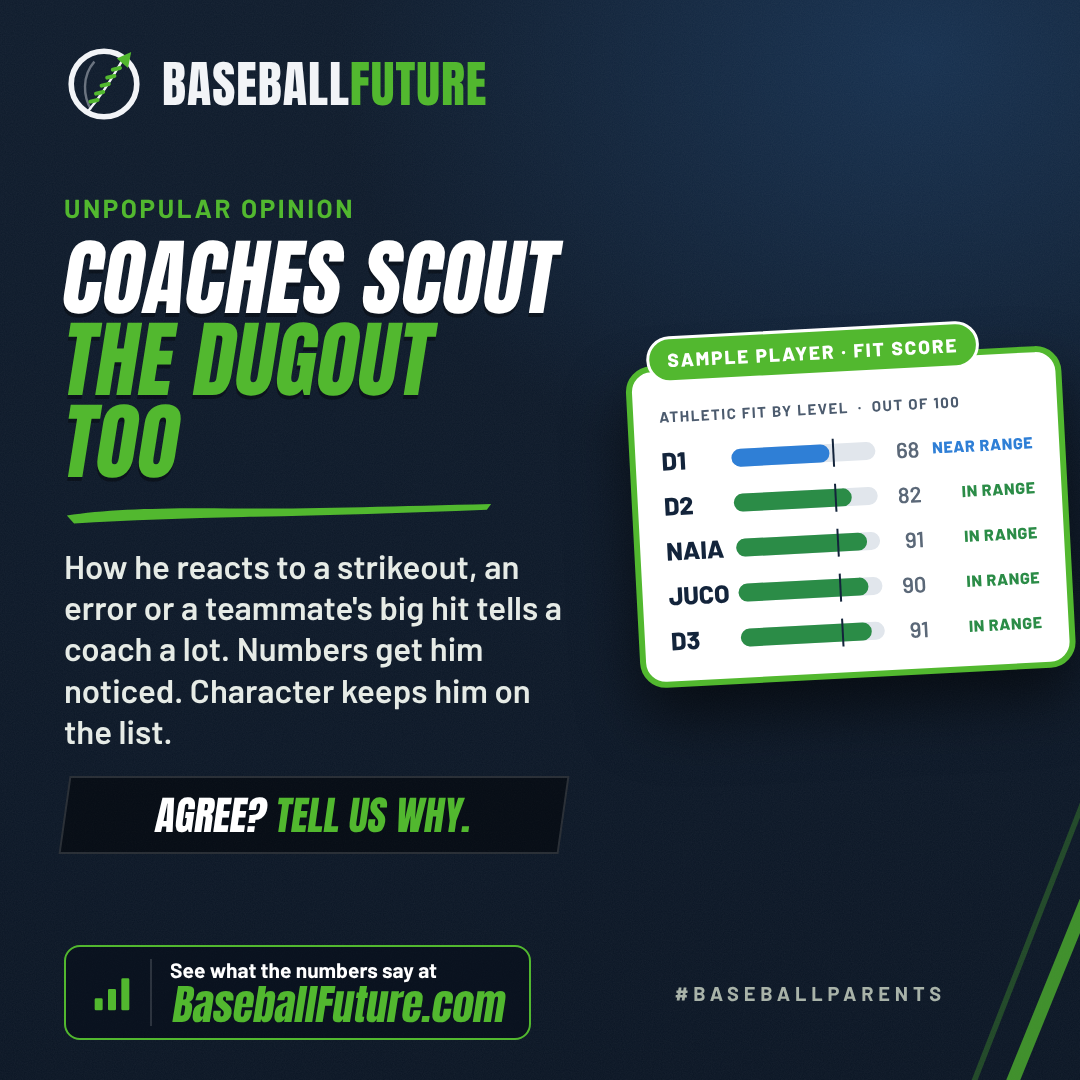 BASEBALLFUTURE
UNPOPULAR OPINION
COACHES SCOUT
THE DUGOUT
TOO
How he reacts to a strikeout, an
error or a teammate's big hit tells a
coach a lot. Numbers get him
noticed. Character keeps him on
the list.
AGREE? TELL US WHY.
SAMPLE PLAYER · FIT SCORE
ATHLETIC FIT BY LEVEL · OUT OF 100
D1 68 NEAR RANGE
D2 82 IN RANGE
NAIA 91 IN RANGE
JUCO 90 IN RANGE
D3 91 IN RANGE
See what the numbers say at
BaseballFuture.com
#BASEBALLPARENTS